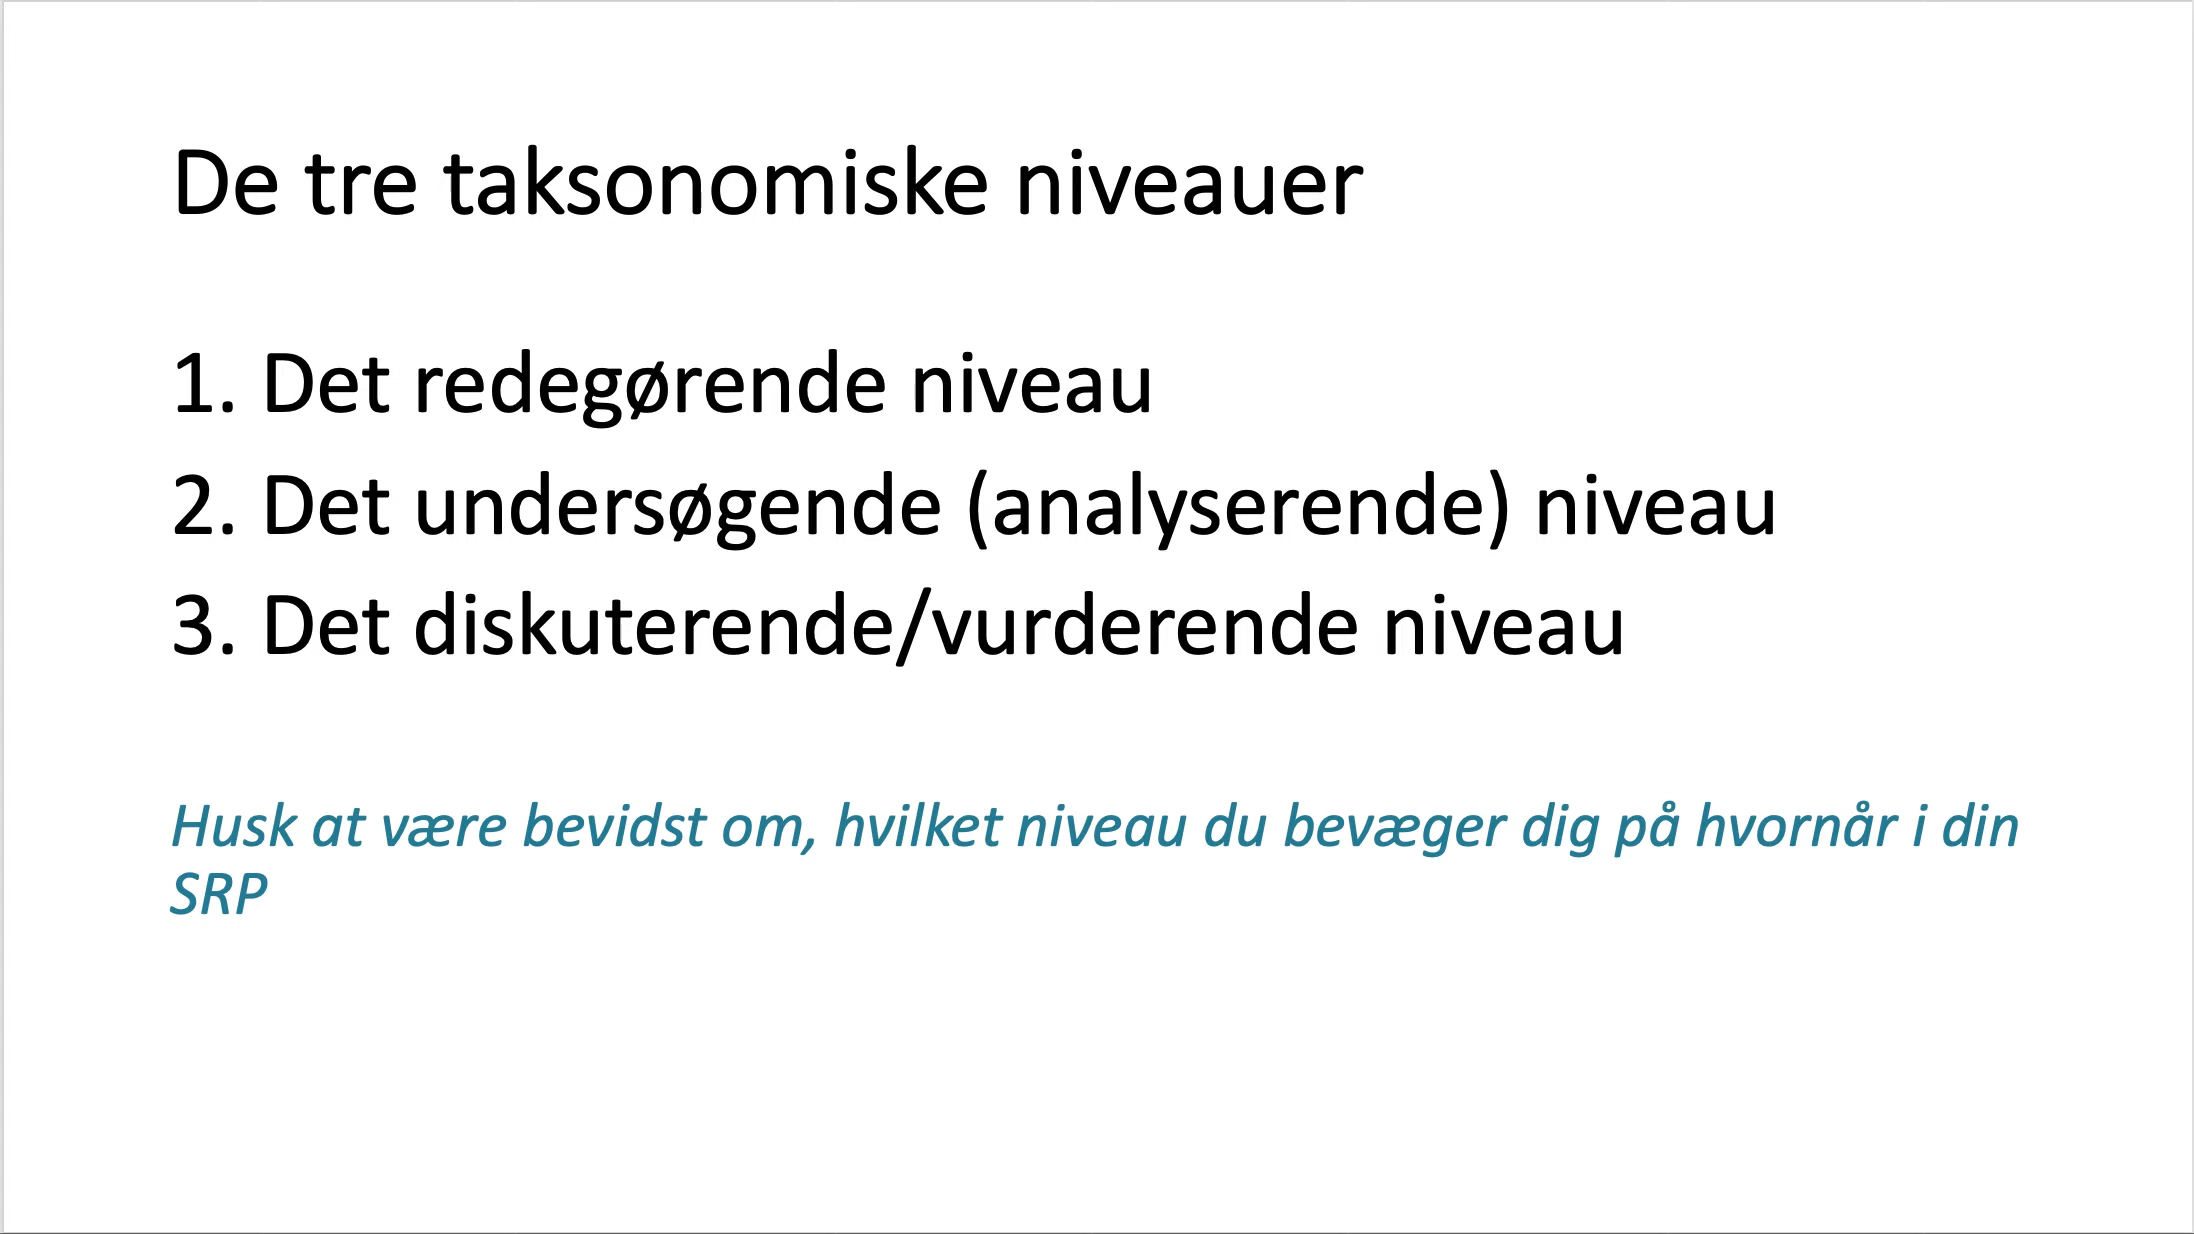 De tre taksonomiske niveauer
1. Det redegørende niveau
2. Det undersøgende (analyserende) niveau
3. Det diskuterende/vurderende niveau
Husk at være bevidst om, hvilket niveau du bevæger dig på hvornår i din
SRP